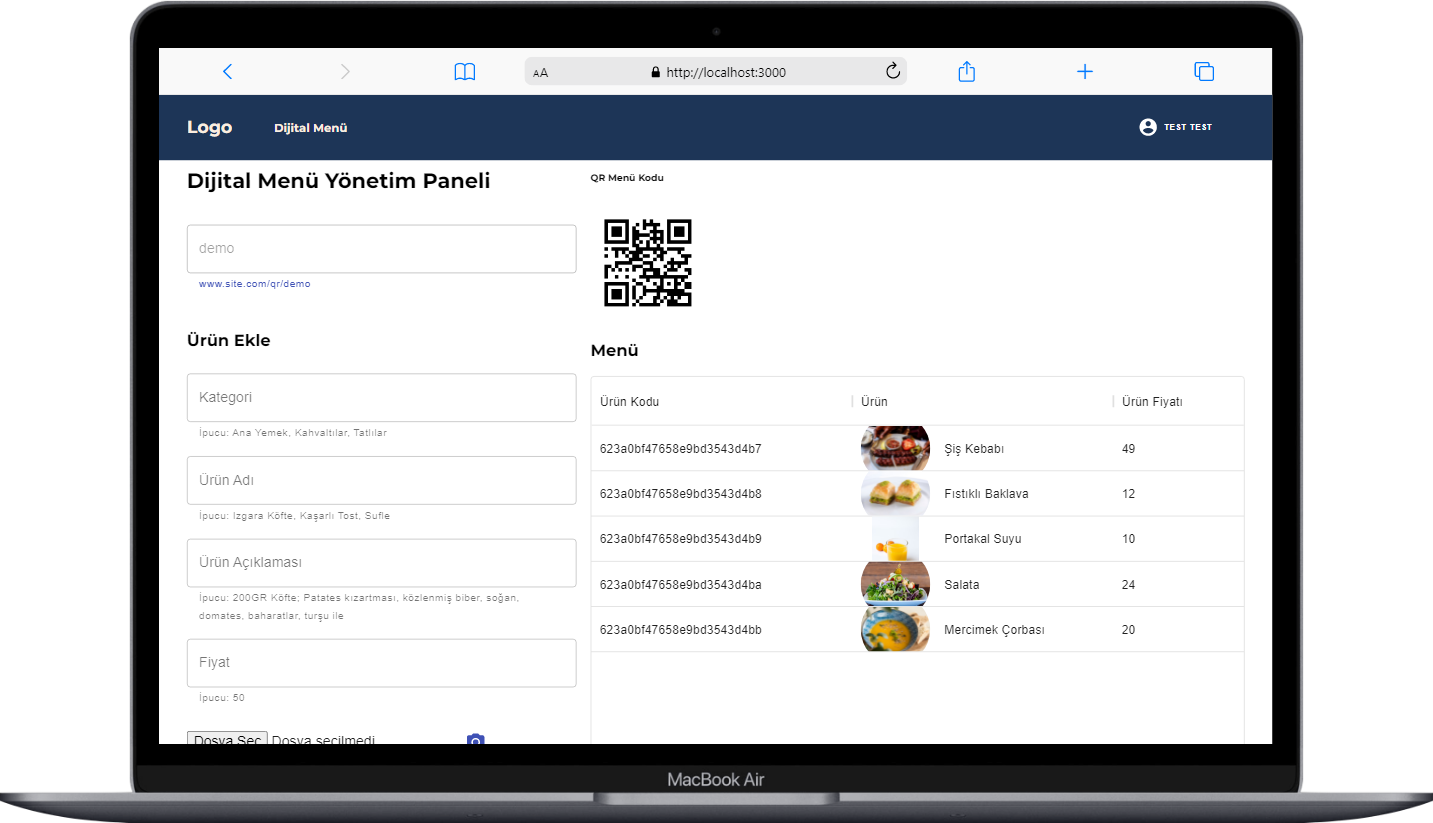 AA
http://localhost:3000
Logo
Dijital Menü
TEST TEST
Dijital Menü Yönetim Paneli
demo
www.site.com/qr/demo
Ürün Ekle
Kategori
İpucu: Ana Yemek, Kahvaltılar, Tatlılar
Ürün Adı
İpucu: Izgara Köfte, Kaşarlı Tost, Sufle
Ürün Açıklaması
İpucu: 200GR Köfte; Patates kızartması, közlenmiş biber, soğan,
domates, baharatlar, turşu ile
Fiyat
İpucu: 50
Dosya Seç Dosya seçilmedi
QR Menü Kodu
Menü
Ürün Kodu Ürün Ürün Fiyatı
623a0bf47658e9bd3543d4b7 Şiş Kebabı 49
623a0bf47658e9bd3543d4b8 Fıstıklı Baklava 12
623a0bf47658e9bd3543d4b9 Portakal Suyu 10
623a0bf47658e9bd3543d4ba Salata 24
623a0bf47658e9bd3543d4bb Mercimek Çorbası 20
MacBook Air